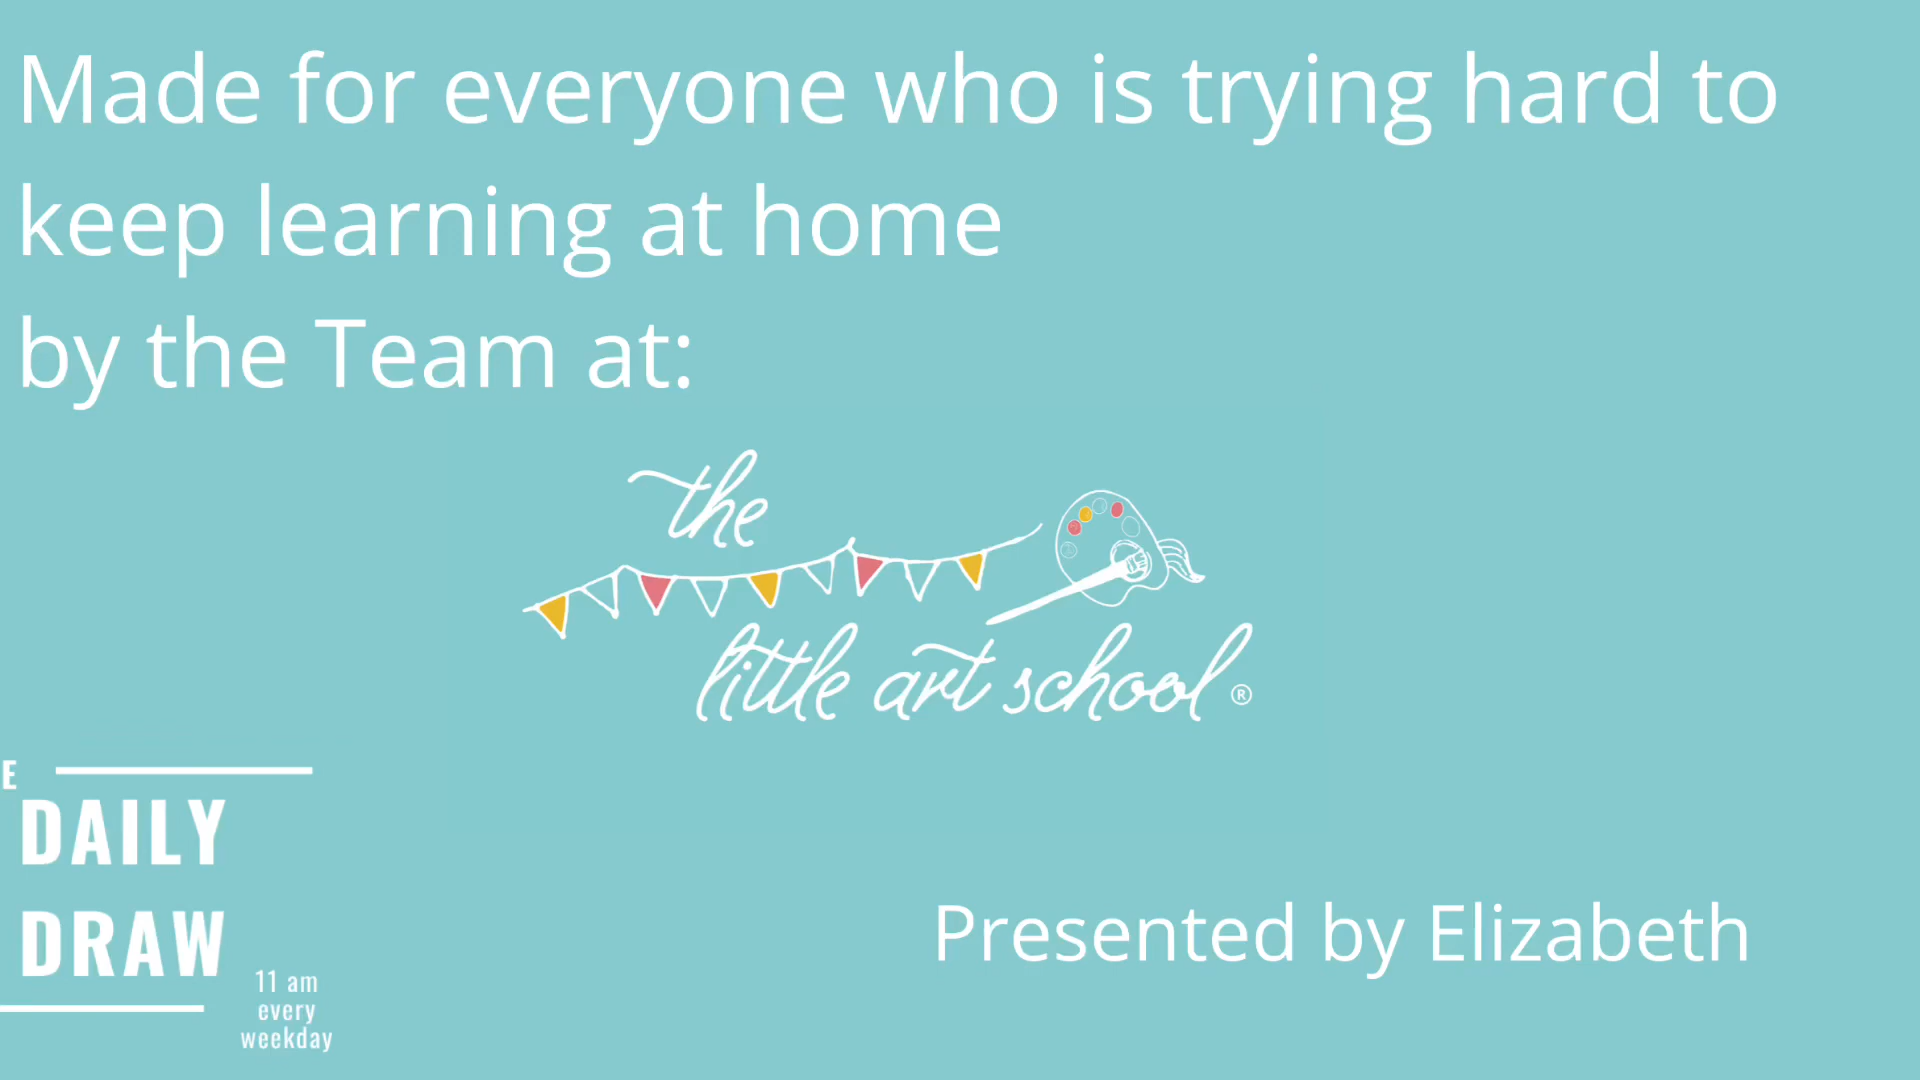 Made for everyone who is trying hard to
keep learning at home
by the Team at:
the
little art school®
E
DAILY
DRAW
11 am
every
weekday
Presented by Elizabeth